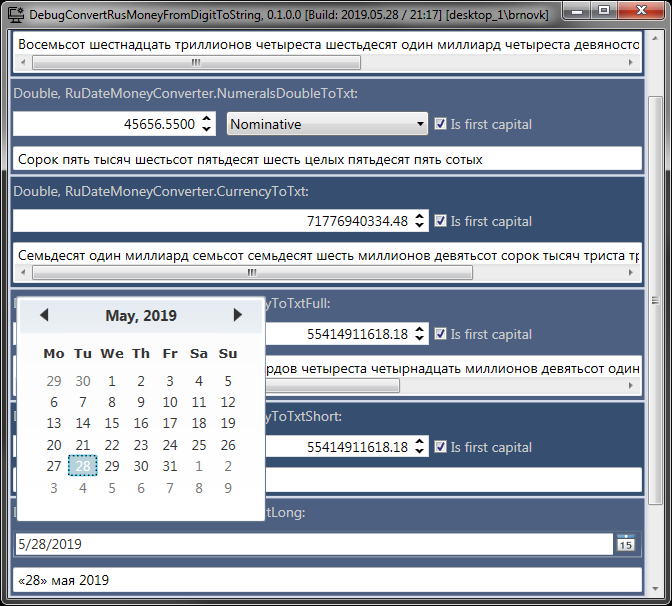 DebugConvertRusMoneyFromDigitToString, 0.1.0.0 [Build: 2019.05.28 / 21:17] [desktop_1\brnovk]
Восемьсот шестнадцать триллионов четыреста шестьдесят один миллиард четыреста девяносто
Double, RuDateMoneyConverter.NumeralsDoubleToTxt:
45656.5500 Nominative Is first capital
Сорок пять тысяч шестьсот пятьдесят шесть целых пятьдесят пять сотых
Double, RuDateMoneyConverter.CurrencyToTxt:
71776940334.48 Is first capital
Семьдесят один миллиард семьсот семьдесят шесть миллионов девятьсот сорок тысяч триста тр
yToTxtFull:
55414911618.18 Is first capital
рдов четыреста четырнадцать миллионов девятьсот один
yToTxtShort:
55414911618.18 Is first capital
May, 2019
Mo Tu We Th Fr Sa Su
29 30 1 2 3 4 5
6 7 8 9 10 11 12
13 14 15 16 17 18 19
20 21 22 23 24 25 26
27 28 29 30 31 1 2
3 4 5 6 7 8 9
tLong:
5/28/2019 15
«28» мая 2019